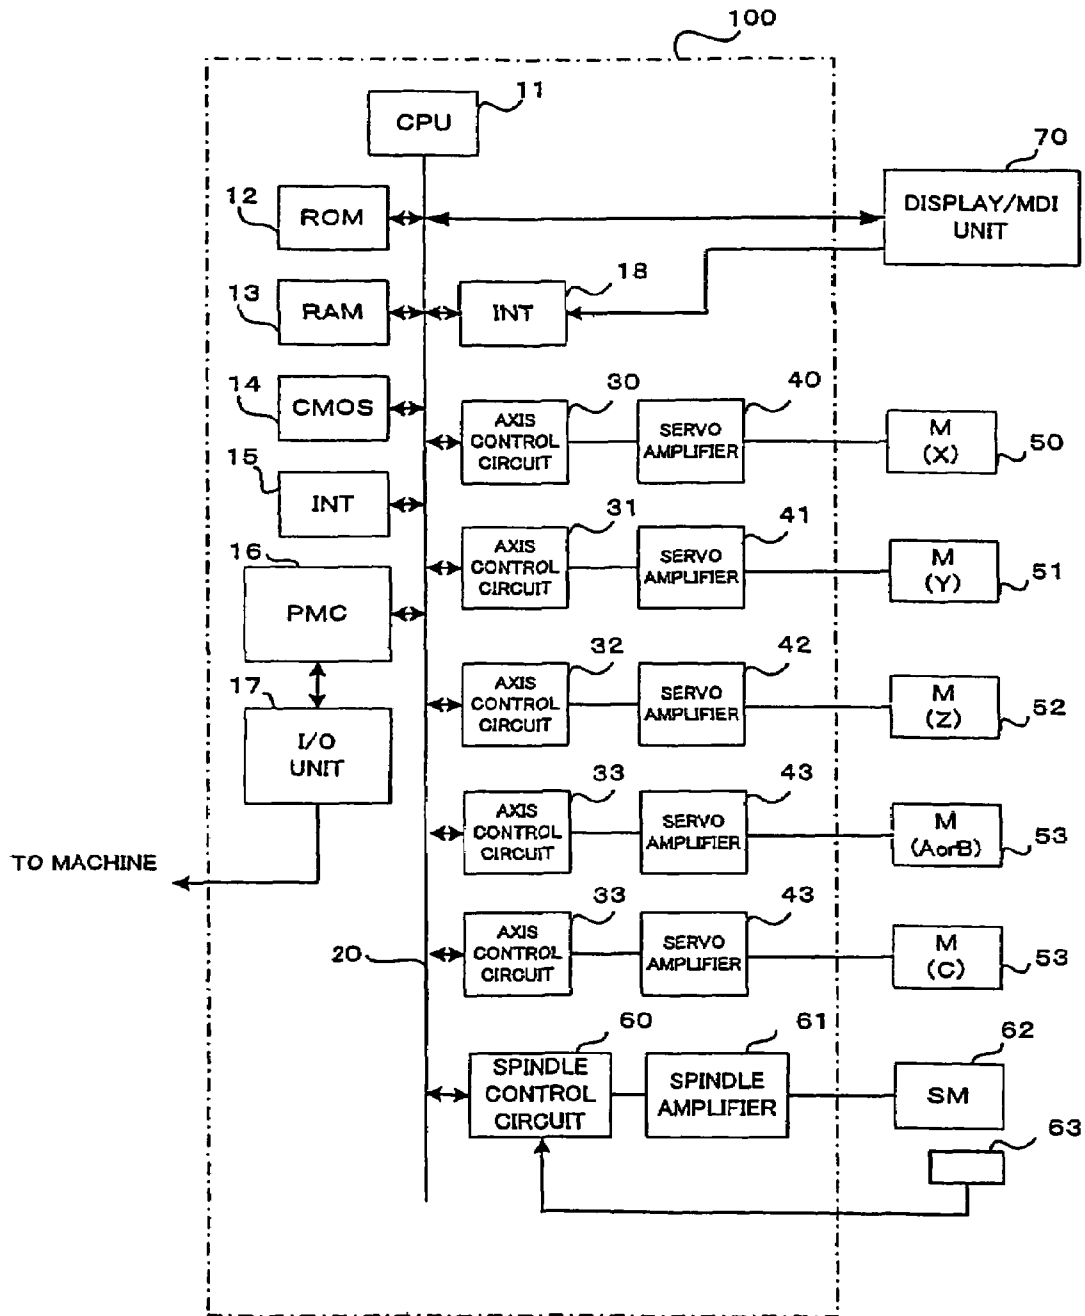 100
11
CPU
70
DISPLAY/MDI
UNIT
12
ROM
18
INT
13
RAM
14
CMOS
30
AXIS
CONTROL
CIRCUIT
40
SERVO
AMPLIFIER
M
(X)
50
15
INT
31
AXIS
CONTROL
CIRCUIT
41
SERVO
AMPLIFIER
M
(Y)
51
16
PMC
32
AXIS
CONTROL
CIRCUIT
42
SERVO
AMPLIFIER
M
(Z)
52
17
I/O
UNIT
TO MACHINE
33
AXIS
CONTROL
CIRCUIT
43
SERVO
AMPLIFIER
M
(AorB)
53
33
AXIS
CONTROL
CIRCUIT
43
SERVO
AMPLIFIER
M
(C)
53
20
60
SPINDLE
CONTROL
CIRCUIT
61
SPINDLE
AMPLIFIER
62
SM
63